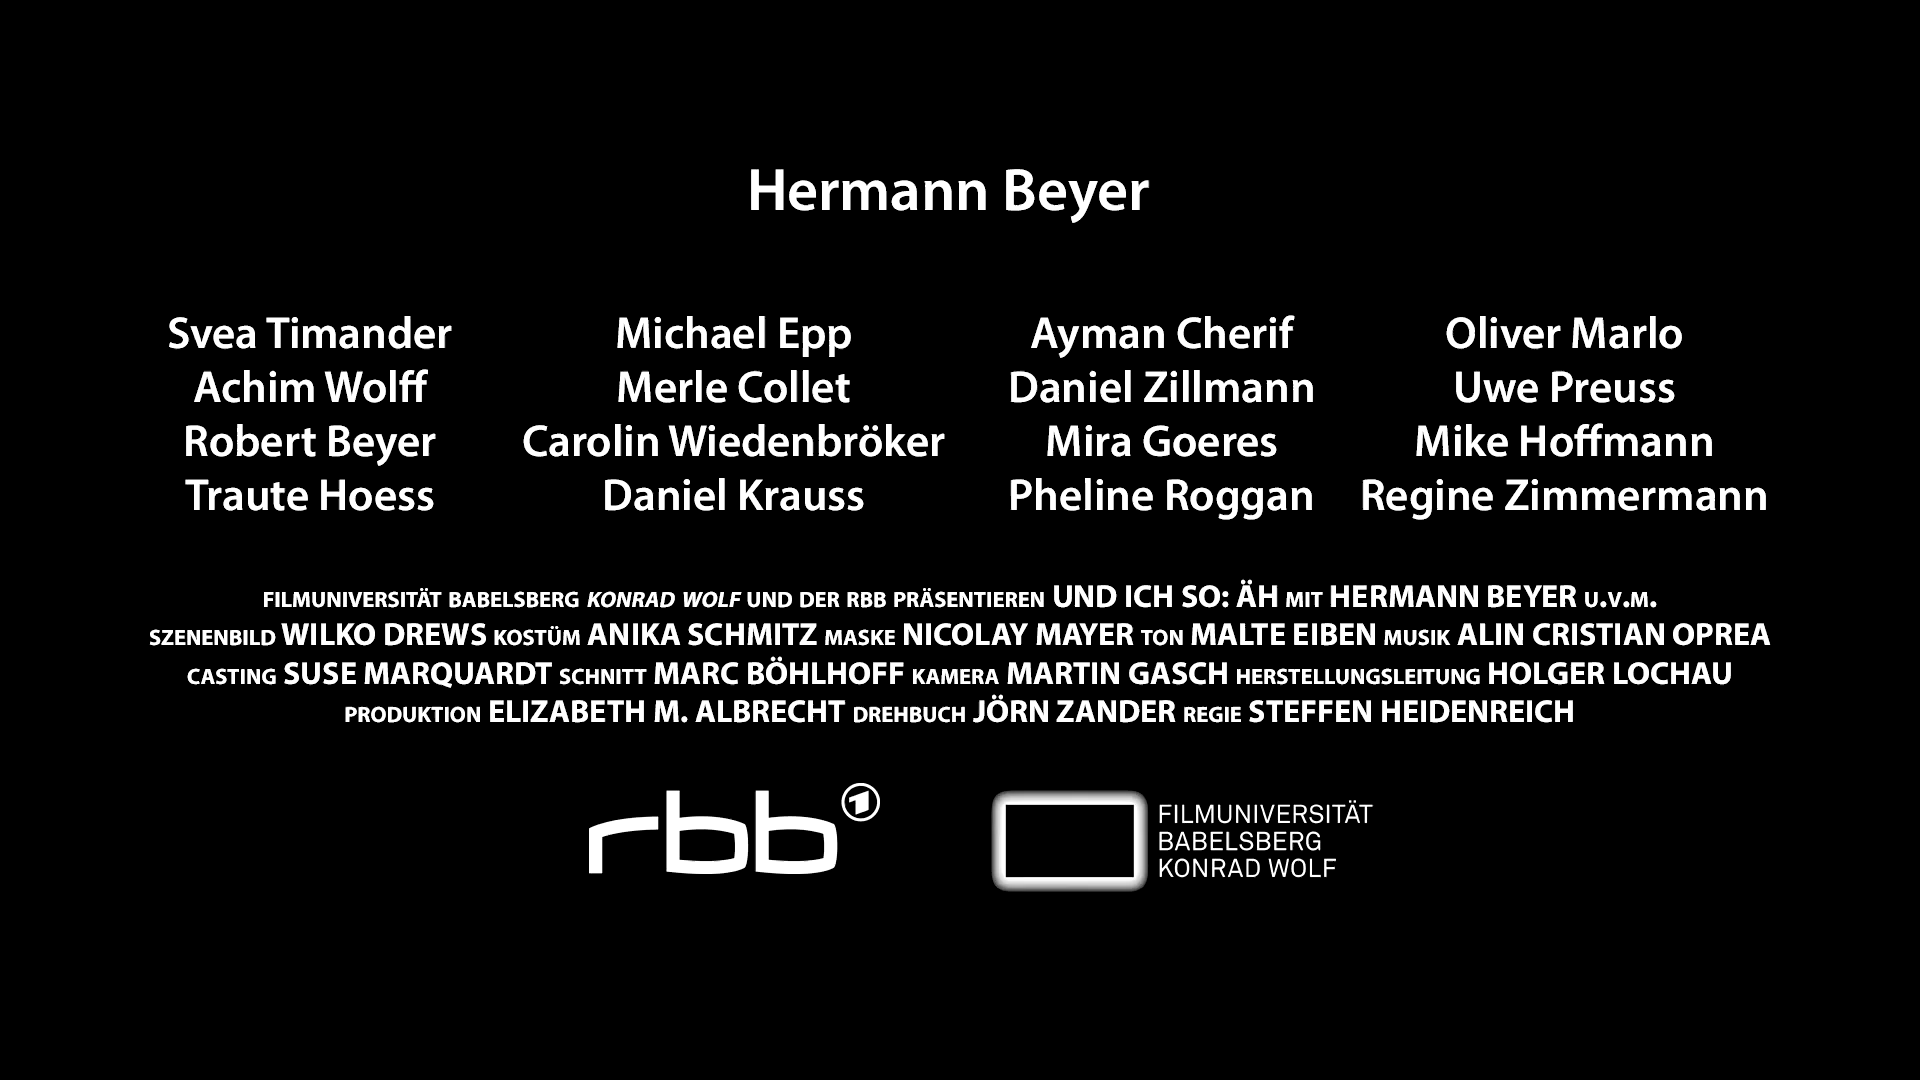 Hermann Beyer
Svea Timander Michael Epp Ayman Cherif Oliver Marlo
Achim Wolff Merle Collet Daniel Zillmann Uwe Preuss
Robert Beyer Carolin Wiedenbröker Mira Goeres Mike Hoffmann
Traute Hoess Daniel Krauss Pheline Roggan Regine Zimmermann
FILMUNIVERSITÄT BABELSBERG KONRAD WOLF UND DER RBB PRÄSENTIEREN UND ICH SO: ÄH MIT HERMANN BEYER U.V.M.
SZENENBILD WILKO DREWS KOSTÜM ANIKA SCHMITZ MASKE NICOLAY MAYER TON MALTE EIBEN MUSIK ALIN CRISTIAN OPREA
CASTING SUSE MARQUARDT SCHNITT MARC BÖHLHOFF KAMERA MARTIN GASCH HERSTELLUNGSLEITUNG HOLGER LOCHAU
PRODUKTION ELIZABETH M. ALBRECHT DREHBUCH JÖRN ZANDER REGIE STEFFEN HEIDENREICH
rbb 1
FILMUNIVERSITÄT
BABELSBERG
KONRAD WOLF